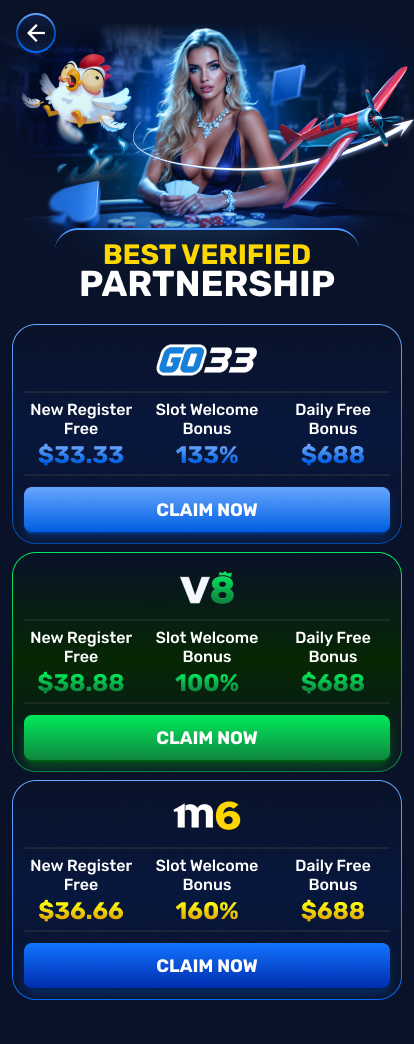 BEST VERIFIED
PARTNERSHIP
GO33
New Register Free
Slot Welcome Bonus
Daily Free Bonus
$33.33
133%
$688
CLAIM NOW
V8
New Register Free
Slot Welcome Bonus
Daily Free Bonus
$38.88
100%
$688
CLAIM NOW
m6
New Register Free
Slot Welcome Bonus
Daily Free Bonus
$36.66
160%
$688
CLAIM NOW